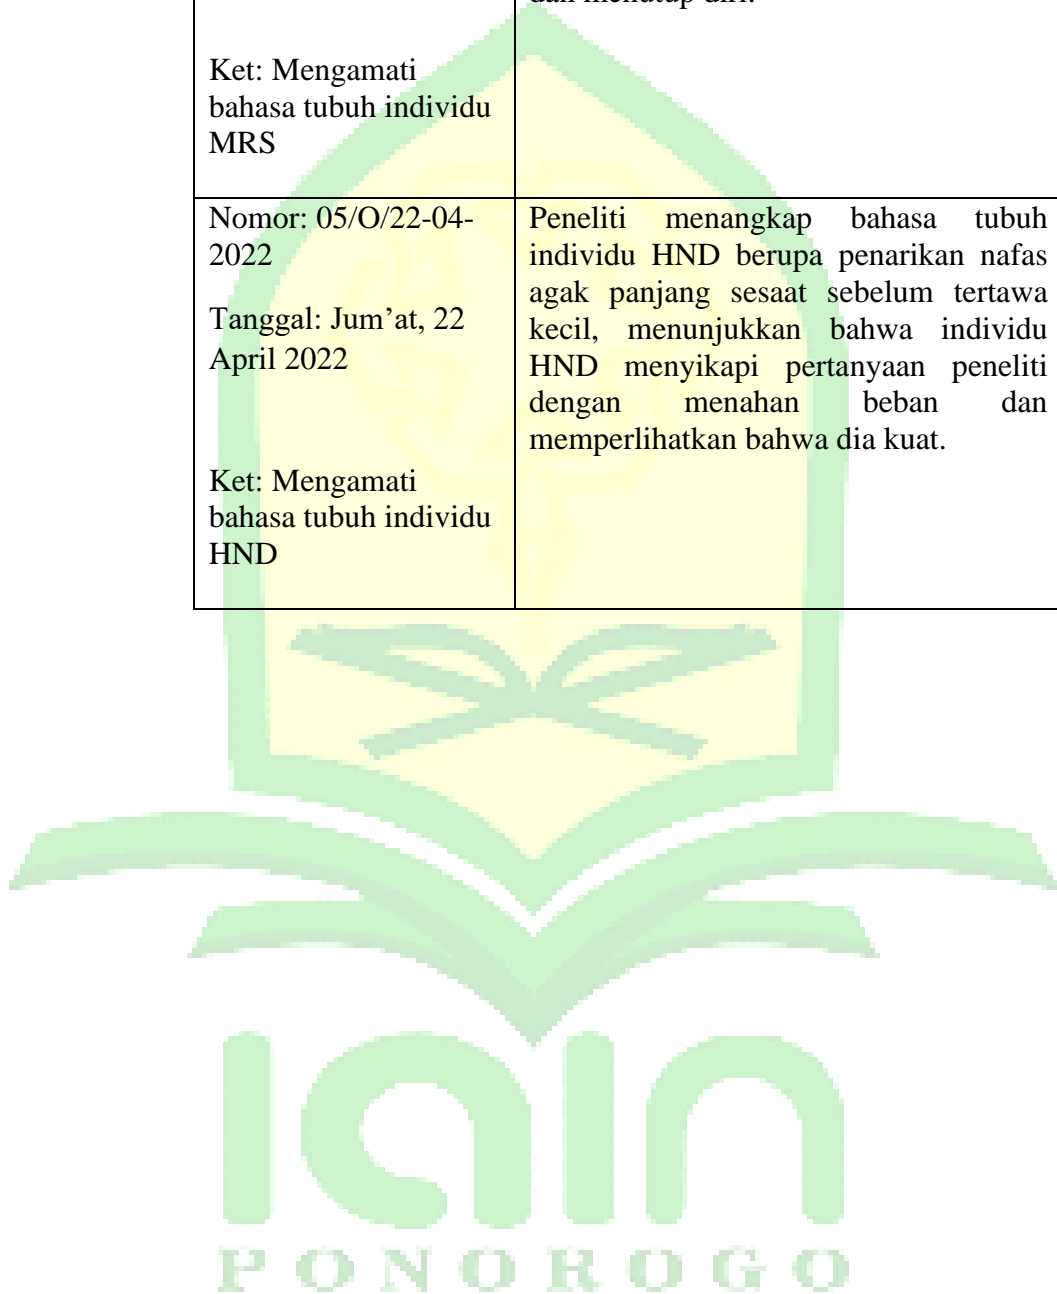 dan menutup diri.
Ket: Mengamati
bahasa tubuh individu
MRS
Nomor: 05/O/22-04-
2022
Tanggal: Jum’at, 22
April 2022
Ket: Mengamati
bahasa tubuh individu
HND
Peneliti menangkap bahasa tubuh
individu HND berupa penarikan nafas
agak panjang sesaat sebelum tertawa
kecil, menunjukkan bahwa individu
HND menyikapi pertanyaan peneliti
dengan menahan beban dan
memperlihatkan bahwa dia kuat.
iain
PONOROGO